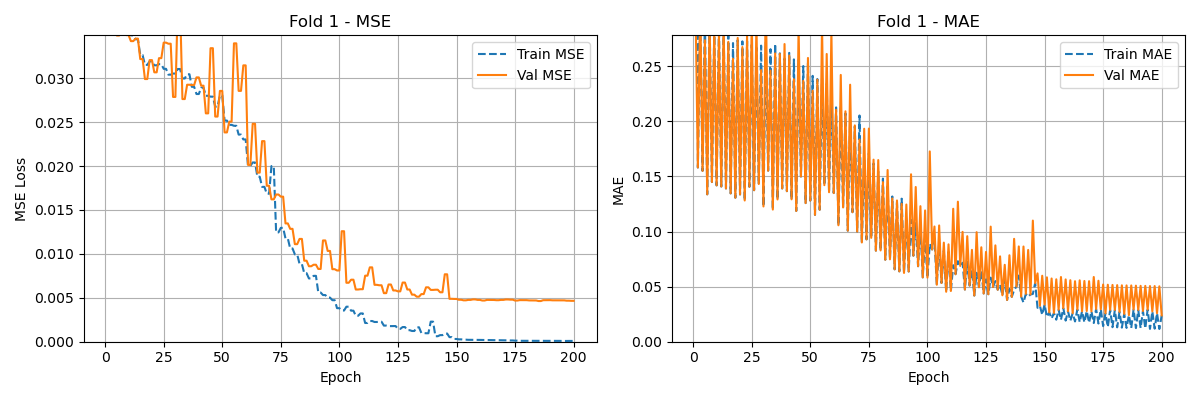 Fold 1 - MSE
Train MSE
Val MSE
0.030
0.025
0.020
0.015
0.010
0.005
0.000
MSE Loss
0 25 50 75 100 125 150 175 200
Epoch
Fold 1 - MAE
Train MAE
Val MAE
0.25
0.20
0.15
0.10
0.05
0.00
MAE
0 25 50 75 100 125 150 175 200
Epoch